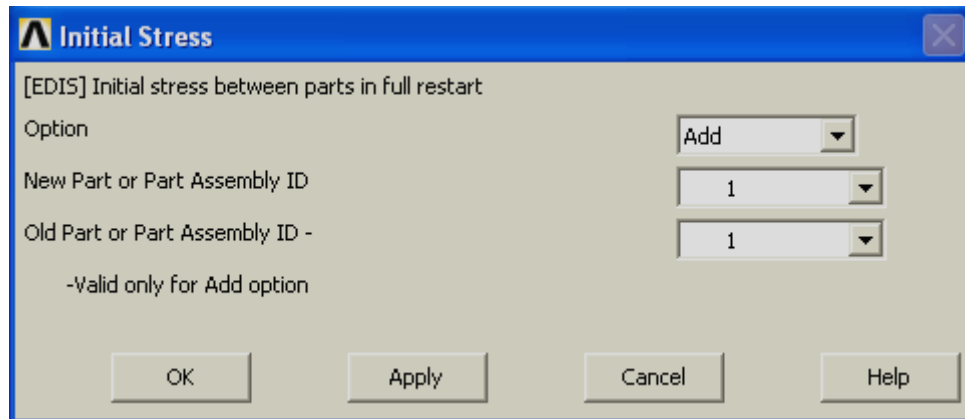 Initial Stress
[EDIS] Initial stress between parts in full restart
Option Add
New Part or Part Assembly ID 1
Old Part or Part Assembly ID - 1
-Valid only for Add option
OK Apply Cancel Help